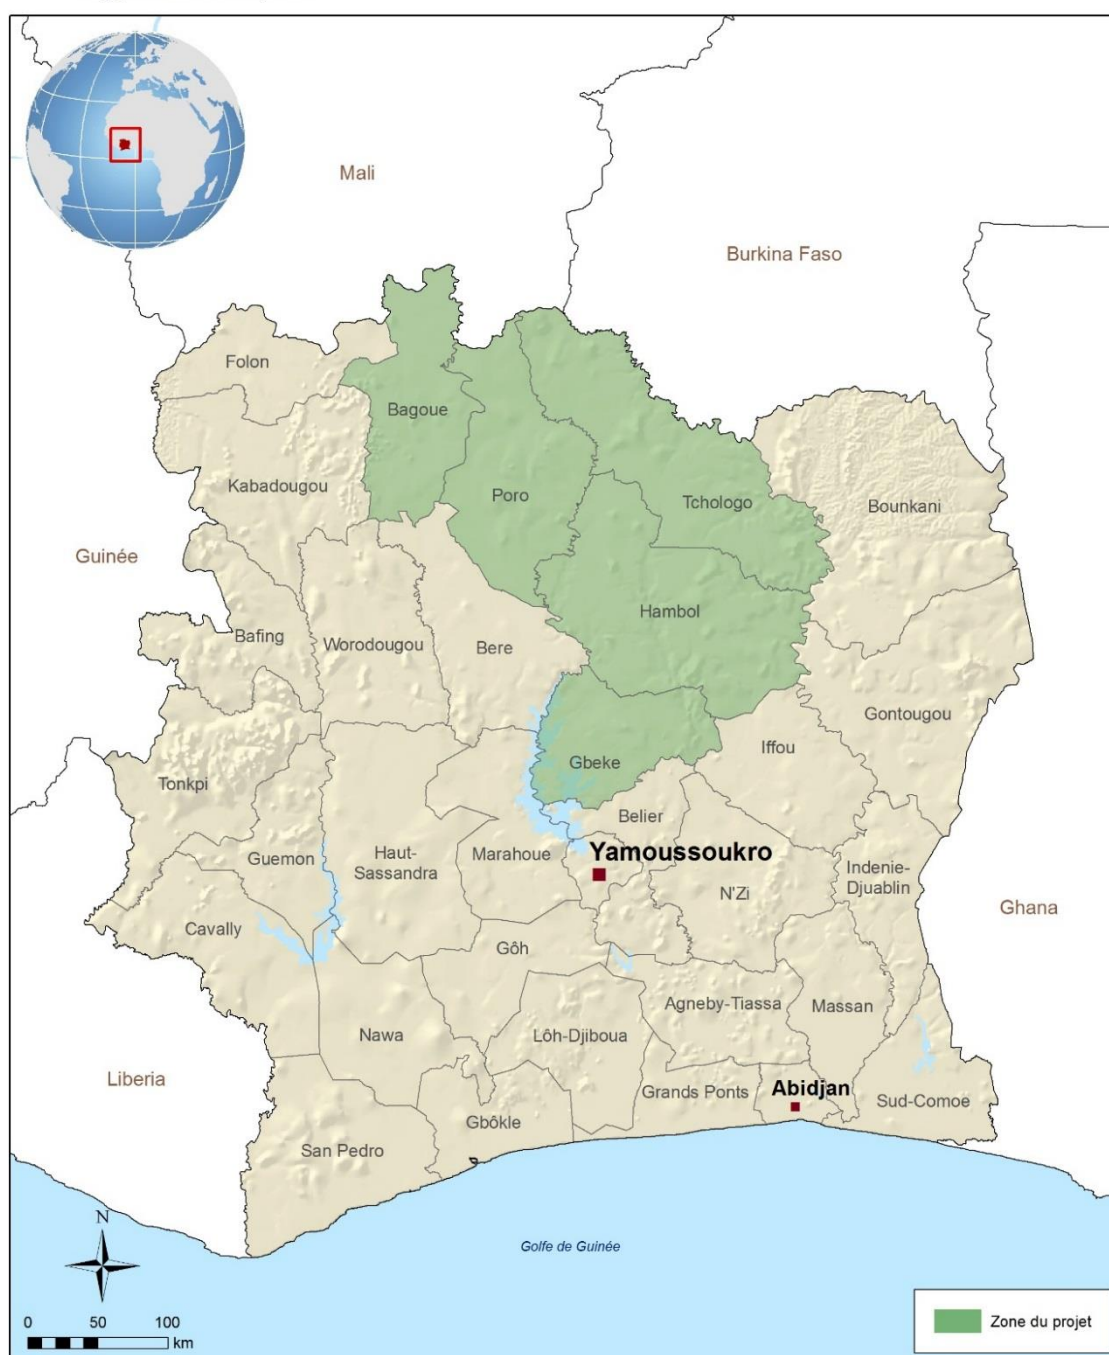 Mali
Burkina Faso
Folon
Bagoue
Kabadougou
Poro
Tchologo
Bounkani
Guinée
Hambol
Bafing
Worodougou
Bere
Gontougou
Iffou
Gbeke
Tonkpi
Belier
Yamoussoukro
Haut-
Sassandra
Marahoue
Guemon
Indenie-
Djuablin
N'Zi
Ghana
Cavally
Gôh
Agneby-Tiassa
Massan
Nawa
Lôh-Djiboua
Liberia
Grands Ponts
Abidjan
Sud-Comoe
Gbôkle
San Pedro
N
Golfe de Guinée
0 50 100
km
Zone du projet